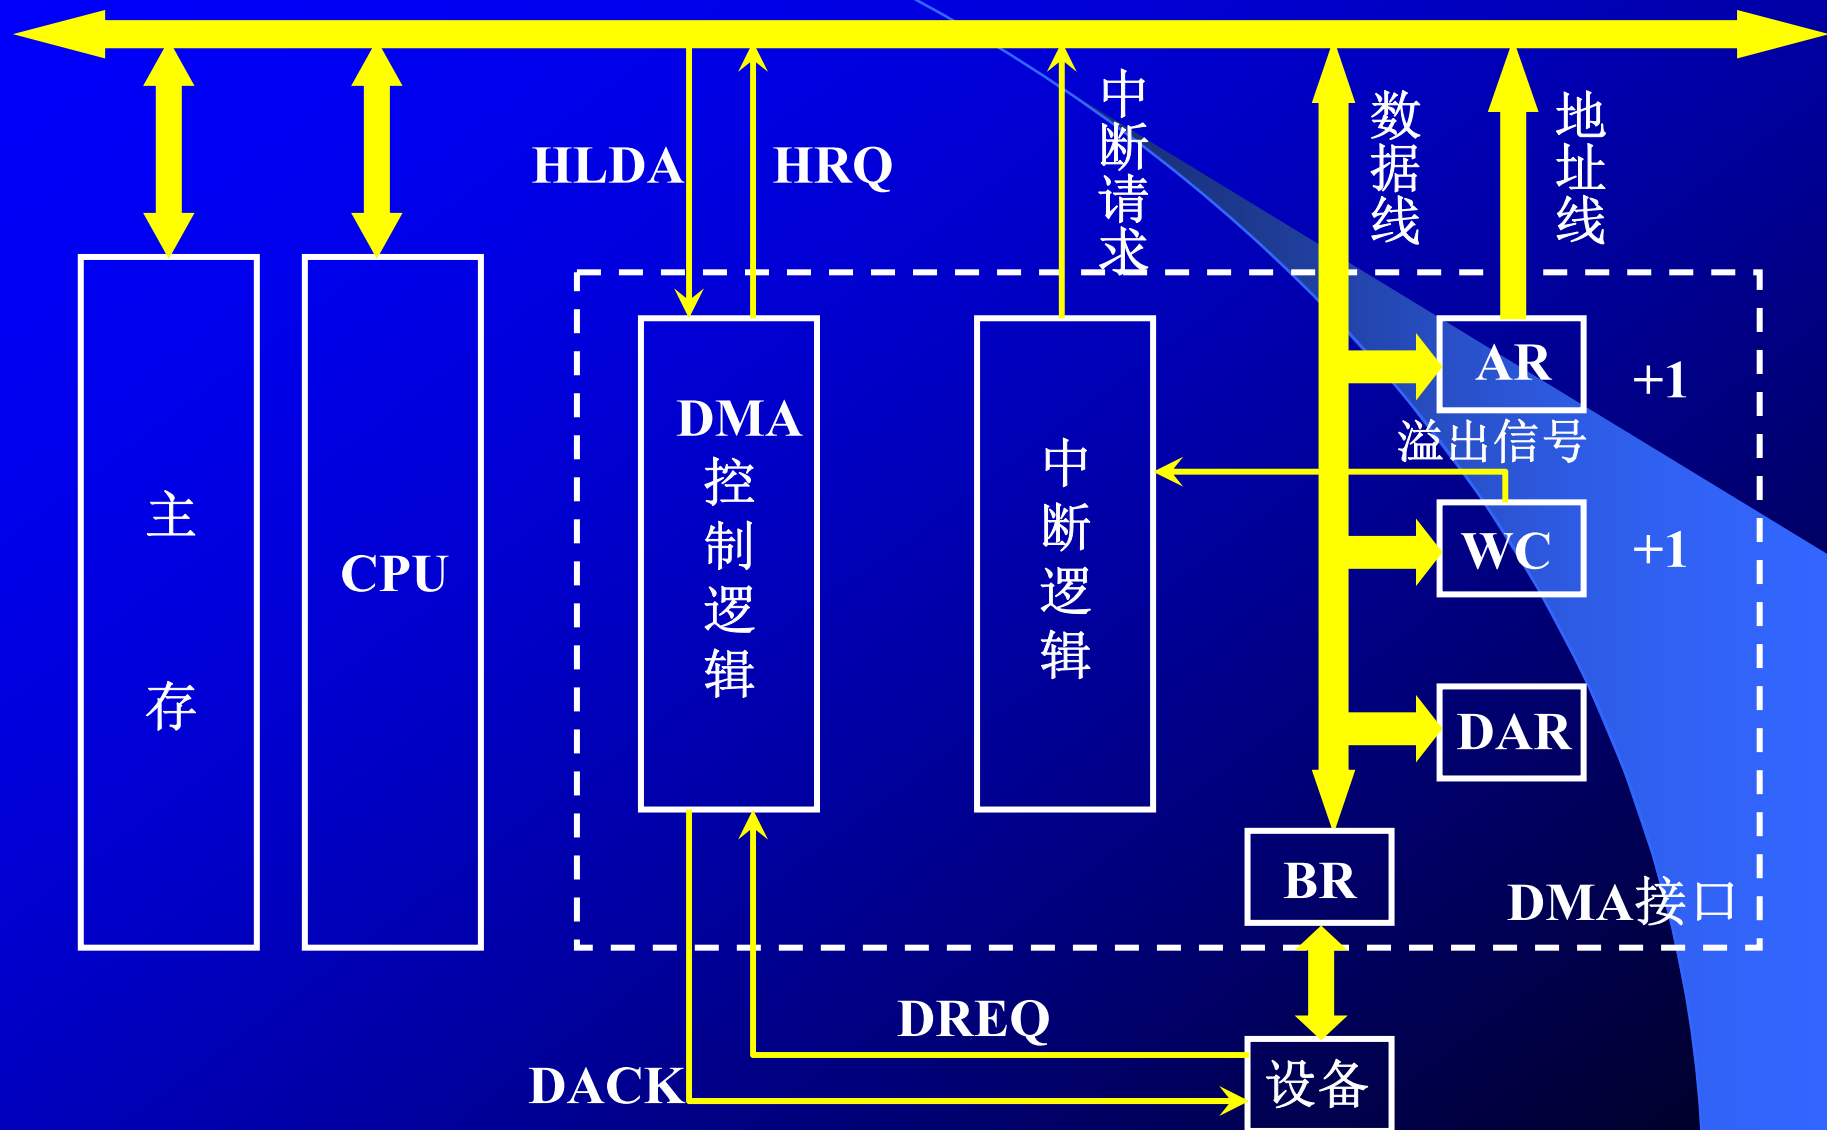 HLDA
HRQ
中断请求
数据线
地址线
主存
CPU
DMA
控制逻辑
中断逻辑
AR
+1
溢出信号
WC
+1
DAR
BR
DMA接口
DREQ
DACK
设备